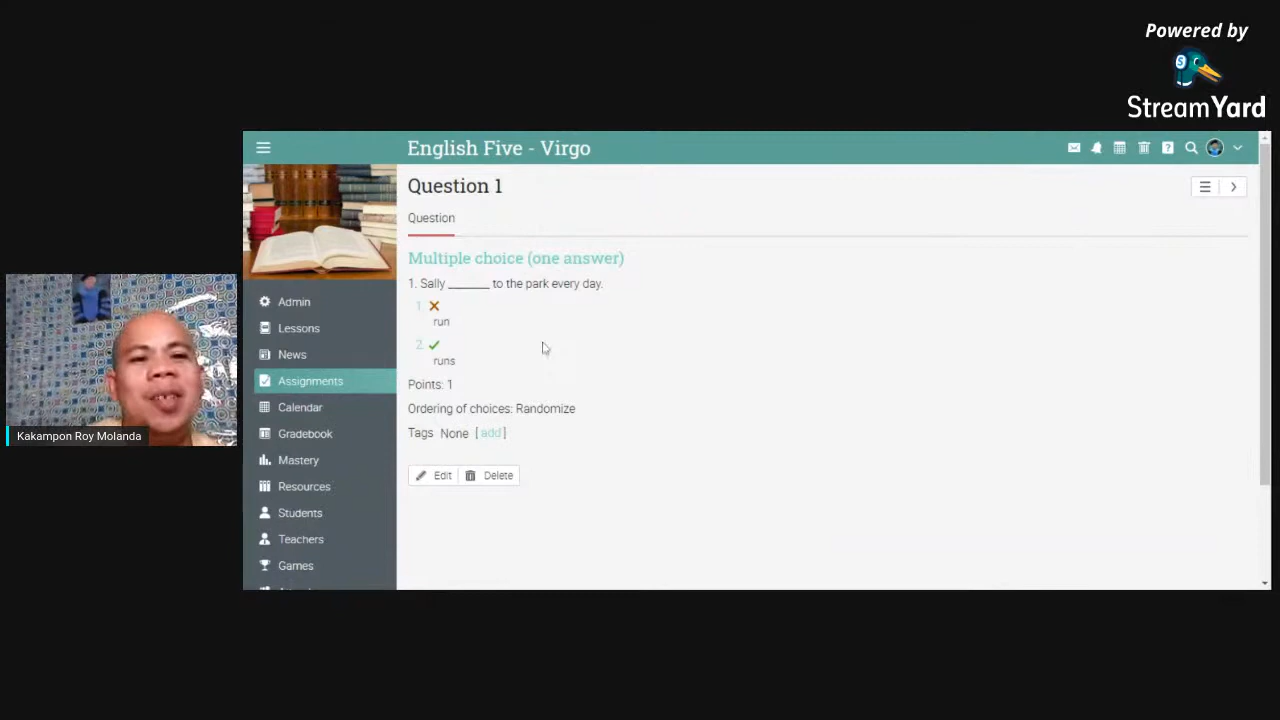 Powered by
StreamYard
English Five - Virgo
Question 1
Question
Multiple choice (one answer)
1. Sally _______ to the park every day.
1
run
2
runs
Points: 1
Ordering of choices: Randomize
Tags None [ add ]
Edit Delete
Admin
Lessons
News
Assignments
Calendar
Gradebook
Mastery
Resources
Students
Teachers
Games
Kakampon Roy Molanda